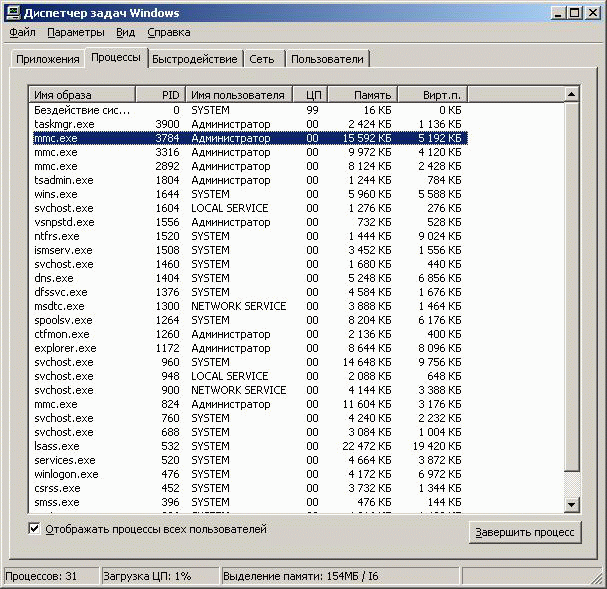 Диспетчер задач Windows
Файл Параметры Вид Справка
Приложения Процессы Быстродействие Сеть Пользователи
Имя образа PID Имя пользователя ЦП Память Вирт.п.
Бездействие сис... 0 SYSTEM 99 16 КБ 0 КБ
taskmgr.exe 3900 Администратор 00 2 424 КБ 1 136 КБ
mmc.exe 3784 Администратор 00 15 592 КБ 5 192 КБ
mmc.exe 3316 Администратор 00 9 972 КБ 4 120 КБ
mmc.exe 2892 Администратор 00 8 124 КБ 2 428 КБ
tsadmin.exe 1804 Администратор 00 1 244 КБ 784 КБ
wins.exe 1644 SYSTEM 00 5 960 КБ 5 588 КБ
svchost.exe 1604 LOCAL SERVICE 00 1 276 КБ 276 КБ
vsnpstd.exe 1556 Администратор 00 732 КБ 528 КБ
ntfrs.exe 1520 SYSTEM 00 1 444 КБ 9 024 КБ
ismserv.exe 1508 SYSTEM 00 3 452 КБ 1 556 КБ
svchost.exe 1460 SYSTEM 00 1 680 КБ 440 КБ
dns.exe 1404 SYSTEM 00 5 248 КБ 6 856 КБ
dfssvc.exe 1376 SYSTEM 00 4 584 КБ 1 676 КБ
msdtc.exe 1300 NETWORK SERVICE 00 3 888 КБ 1 464 КБ
spoolsv.exe 1264 SYSTEM 00 8 204 КБ 6 176 КБ
ctfmon.exe 1260 Администратор 00 2 136 КБ 400 КБ
explorer.exe 1172 Администратор 00 8 644 КБ 8 096 КБ
svchost.exe 960 SYSTEM 00 14 648 КБ 9 756 КБ
svchost.exe 948 LOCAL SERVICE 00 2 088 КБ 648 КБ
svchost.exe 900 NETWORK SERVICE 00 4 144 КБ 3 388 КБ
mmc.exe 824 Администратор 00 11 604 КБ 3 176 КБ
svchost.exe 760 SYSTEM 00 4 240 КБ 2 232 КБ
svchost.exe 688 SYSTEM 00 3 084 КБ 1 004 КБ
lsass.exe 532 SYSTEM 00 22 472 КБ 19 420 КБ
services.exe 520 SYSTEM 00 4 664 КБ 3 872 КБ
winlogon.exe 476 SYSTEM 00 4 172 КБ 6 972 КБ
csrss.exe 452 SYSTEM 00 3 732 КБ 1 344 КБ
smss.exe 396 SYSTEM 00 476 КБ 144 КБ
Отображать процессы всех пользователей
Завершить процесс
Процессов: 31 Загрузка ЦП: 1% Выделение памяти: 154МБ / I6